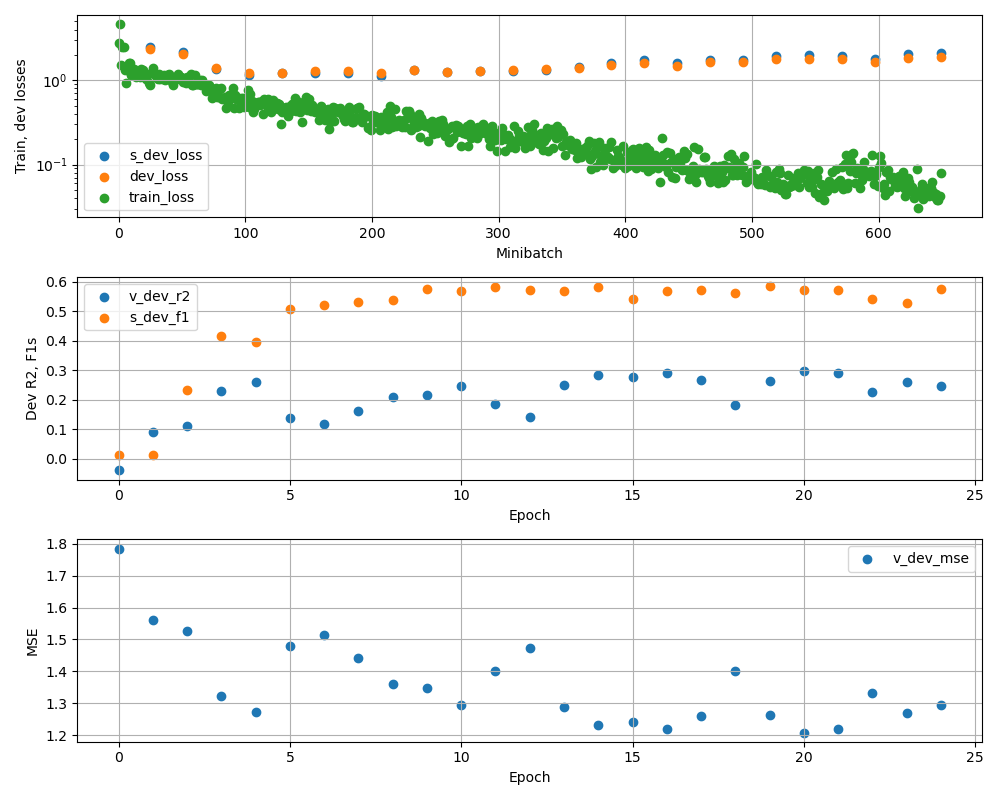 Train, dev losses
10⁰
10⁻¹
s_dev_loss
dev_loss
train_loss
0 100 200 300 400 500 600
Minibatch
Dev R2, F1s
0.6
0.5
0.4
0.3
0.2
0.1
0.0
v_dev_r2
s_dev_f1
0 5 10 15 20 25
Epoch
MSE
1.8
1.7
1.6
1.5
1.4
1.3
1.2
v_dev_mse
0 5 10 15 20 25
Epoch